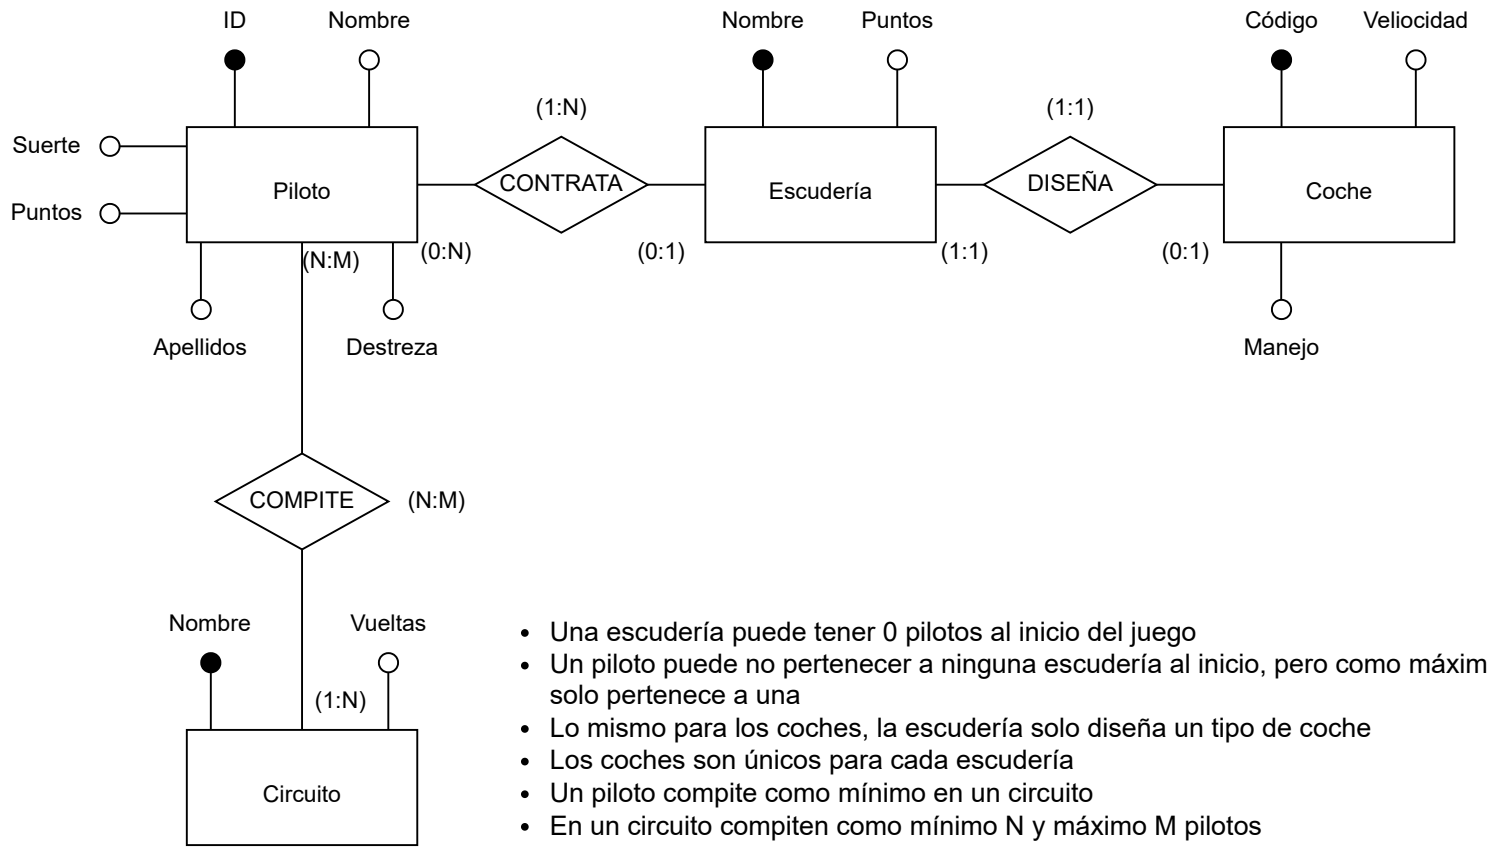 ID
Nombre
Nombre
Puntos
Código
Veliocidad
(1:N)
(1:1)
Suerte
Piloto
CONTRATA
Escudería
DISEÑA
Coche
Puntos
(N:M)
(0:N)
(0:1)
(1:1)
(0:1)
Apellidos
Destreza
Manejo
COMPITE
(N:M)
Nombre
Vueltas
(1:N)
Circuito
• Una escudería puede tener 0 pilotos al inicio del juego
• Un piloto puede no pertenecer a ninguna escudería al inicio, pero como máxim
solo pertenece a una
• Lo mismo para los coches, la escudería solo diseña un tipo de coche
• Los coches son únicos para cada escudería
• Un piloto compite como mínimo en un circuito
• En un circuito compiten como mínimo N y máximo M pilotos